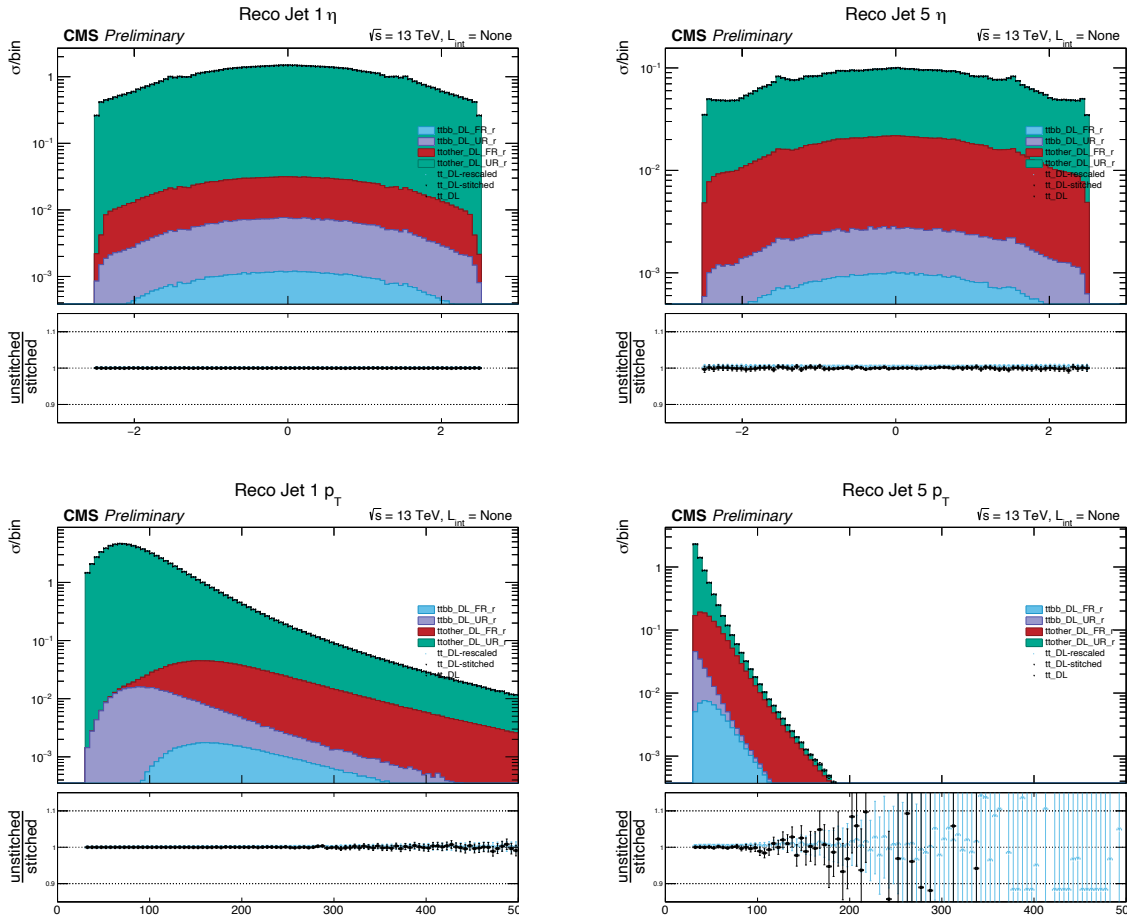 Reco Jet 1 η
CMS Preliminary
√s = 13 TeV, L_int = None
σ/bin
1
10⁻¹
10⁻²
10⁻³
ttbb_DL_FR_r
ttbb_DL_UR_r
ttother_DL_FR_r
ttother_DL_UR_r
tt_DL-rescaled
tt_DL-stitched
tt_DL
unstitched
stitched
1.1
1
0.9
−2
0
2
Reco Jet 5 η
CMS Preliminary
√s = 13 TeV, L_int = None
σ/bin
10⁻¹
10⁻²
10⁻³
ttbb_DL_FR_r
ttbb_DL_UR_r
ttother_DL_FR_r
ttother_DL_UR_r
tt_DL-rescaled
tt_DL-stitched
tt_DL
unstitched
stitched
1.1
1
0.9
−2
0
2
Reco Jet 1 p_T
CMS Preliminary
√s = 13 TeV, L_int = None
σ/bin
1
10⁻¹
10⁻²
10⁻³
ttbb_DL_FR_r
ttbb_DL_UR_r
ttother_DL_FR_r
ttother_DL_UR_r
tt_DL-rescaled
tt_DL-stitched
tt_DL
unstitched
stitched
1.1
1
0.9
0
100
200
300
400
Reco Jet 5 p_T
CMS Preliminary
√s = 13 TeV, L_int = None
σ/bin
1
10⁻¹
10⁻²
10⁻³
ttbb_DL_FR_r
ttbb_DL_UR_r
ttother_DL_FR_r
ttother_DL_UR_r
tt_DL-rescaled
tt_DL-stitched
tt_DL
unstitched
stitched
1.1
1
0.9
0
100
200
300
400